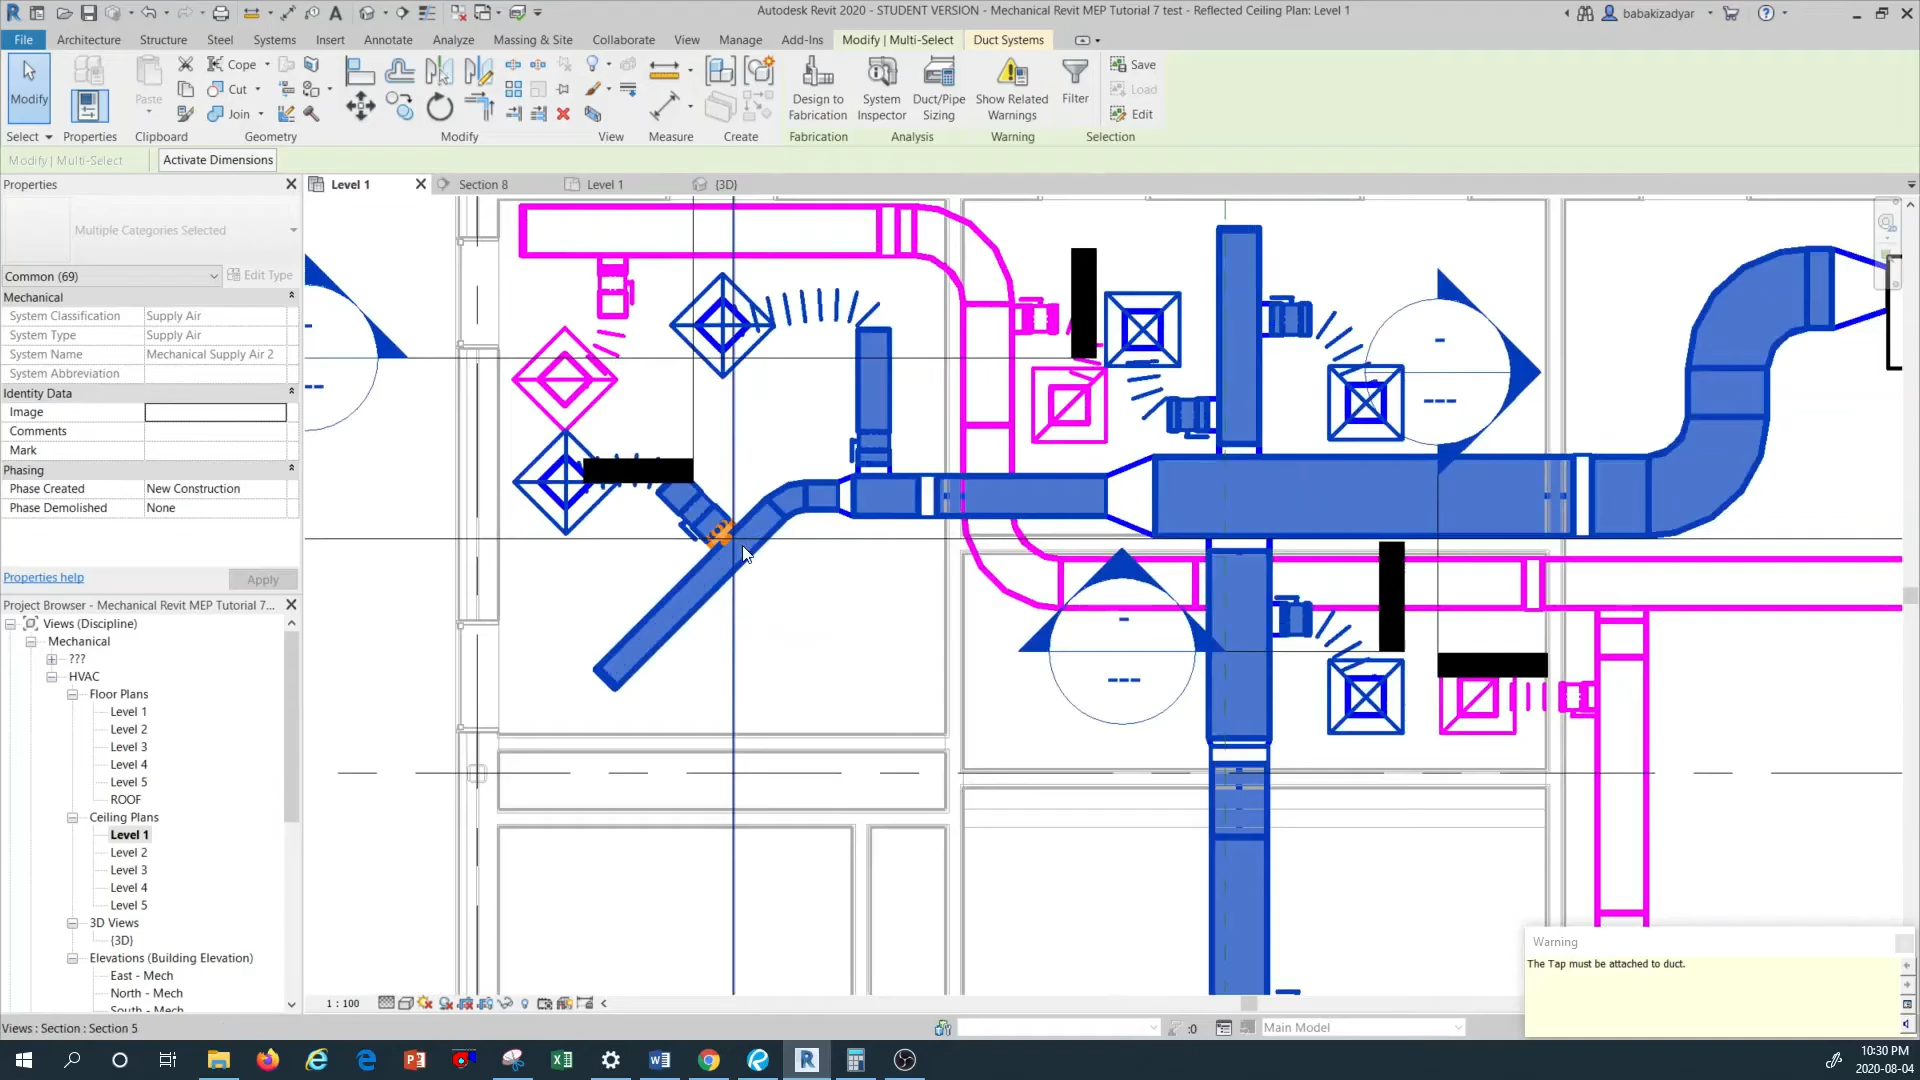 Autodesk Revit 2020 - STUDENT VERSION - Mechanical Revit MEP Tutorial 7 test - Reflected Ceiling Plan: Level 1
babakizadyar
File Architecture Structure Steel Systems Insert Annotate Analyze Massing & Site Collaborate View Manage Add-Ins Modify | Multi-Select Duct Systems
Modify
Paste
Cope
Cut
Join
Design to Fabrication
System Inspector
Duct/Pipe Sizing
Show Related Warnings
Filter
Save
Load
Edit
Select Properties Clipboard Geometry Modify View Measure Create Fabrication Analysis Warning Selection
Modify | Multi-Select Activate Dimensions
Properties
Level 1 Section 8 Level 1 {3D}
Multiple Categories Selected
Common (69) Edit Type
Mechanical
System Classification Supply Air
System Type Supply Air
System Name Mechanical Supply Air 2
System Abbreviation
Identity Data
Image
Comments
Mark
Phasing
Phase Created New Construction
Phase Demolished None
Properties help Apply
Project Browser - Mechanical Revit MEP Tutorial 7...
Views (Discipline)
Mechanical
???
HVAC
Floor Plans
Level 1
Level 2
Level 3
Level 4
Level 5
ROOF
Ceiling Plans
Level 1
Level 2
Level 3
Level 4
Level 5
3D Views
{3D}
Elevations (Building Elevation)
East - Mech
North - Mech
South - Mech
Warning
The Tap must be attached to duct.
1 : 100
Views : Section : Section 5
:0
Main Model
10:30 PM
2020-08-04